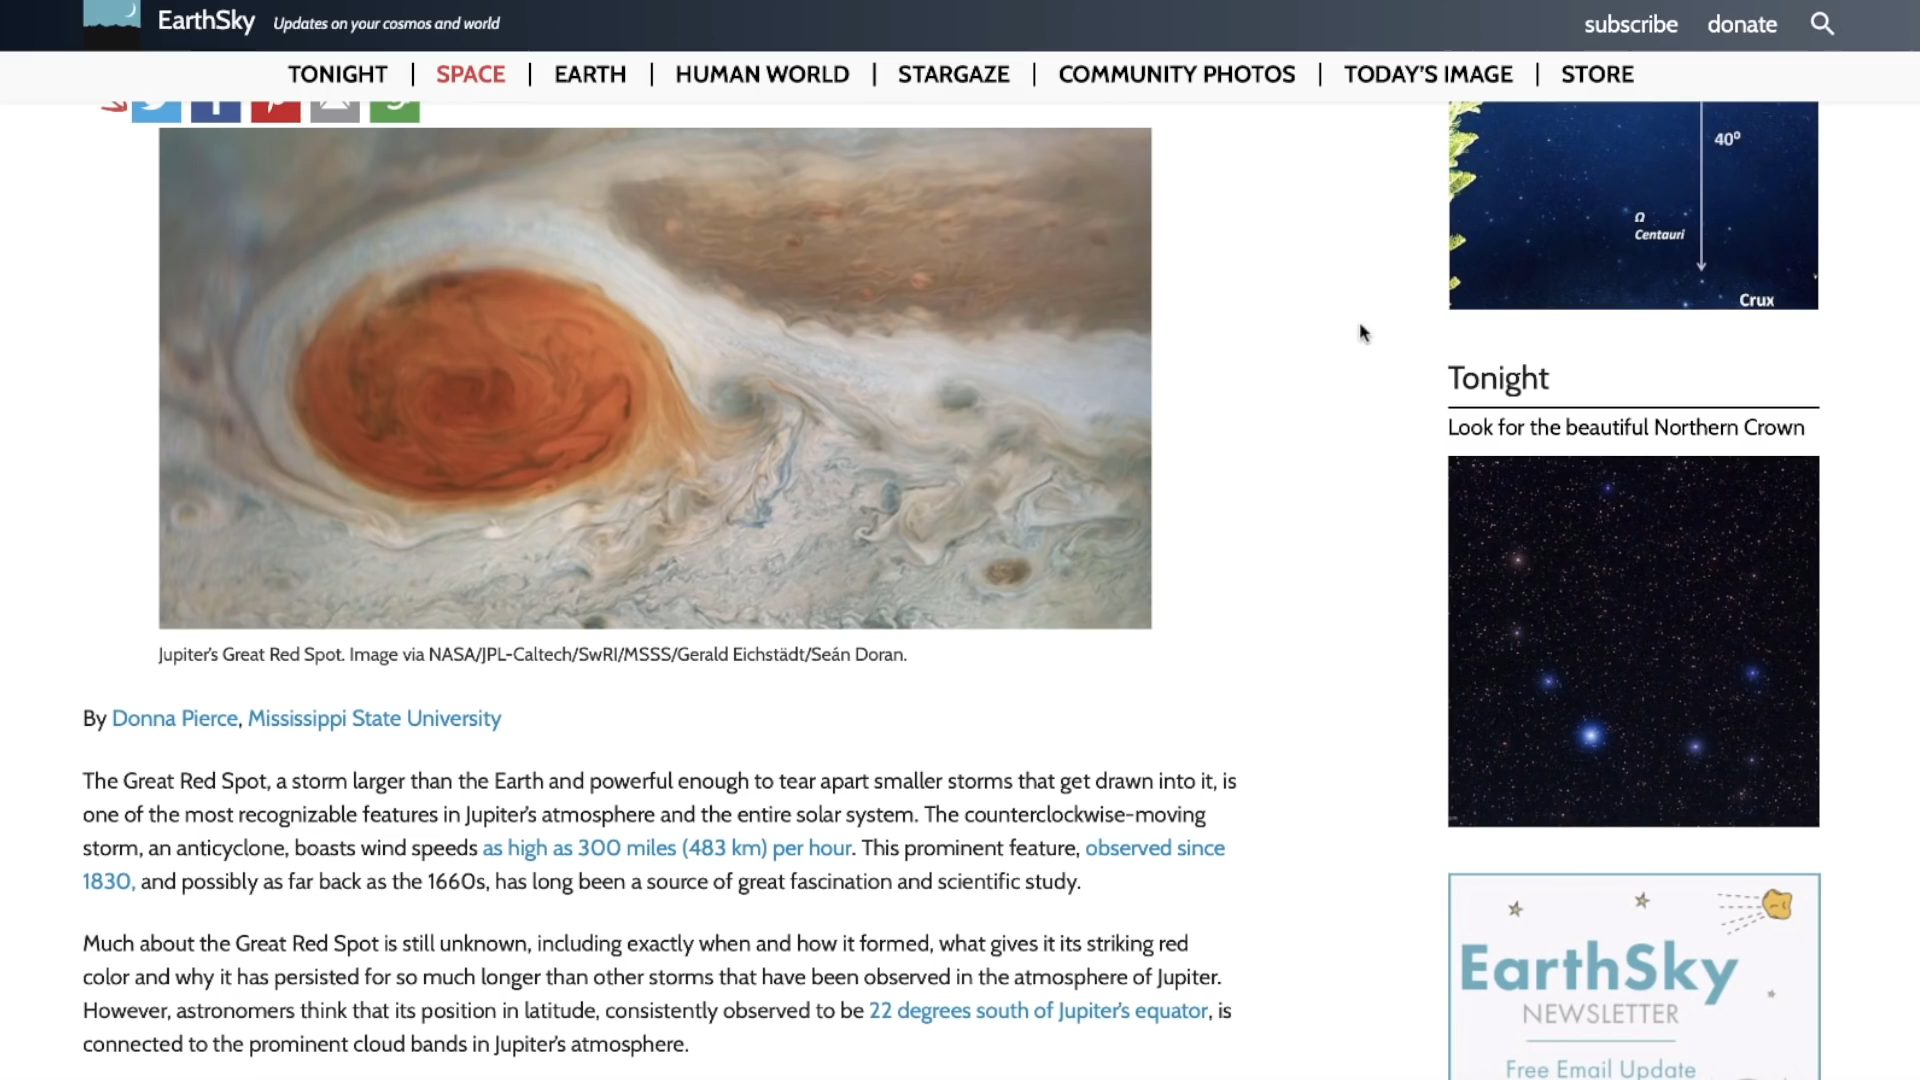 EarthSky Updates on your cosmos and world
subscribe donate
TONIGHT | SPACE | EARTH | HUMAN WORLD | STARGAZE | COMMUNITY PHOTOS | TODAY'S IMAGE | STORE
Jupiter's Great Red Spot. Image via NASA/JPL-Caltech/SwRI/MSSS/Gerald Eichstädt/Seán Doran.
By Donna Pierce, Mississippi State University
The Great Red Spot, a storm larger than the Earth and powerful enough to tear apart smaller storms that get drawn into it, is
one of the most recognizable features in Jupiter's atmosphere and the entire solar system. The counterclockwise-moving
storm, an anticyclone, boasts wind speeds as high as 300 miles (483 km) per hour. This prominent feature, observed since
1830, and possibly as far back as the 1660s, has long been a source of great fascination and scientific study.
Much about the Great Red Spot is still unknown, including exactly when and how it formed, what gives it its striking red
color and why it has persisted for so much longer than other storms that have been observed in the atmosphere of Jupiter.
However, astronomers think that its position in latitude, consistently observed to be 22 degrees south of Jupiter's equator, is
connected to the prominent cloud bands in Jupiter's atmosphere.
40º
Ω
Centauri
Crux
Tonight
Look for the beautiful Northern Crown
EarthSky
NEWSLETTER
Free Email Update